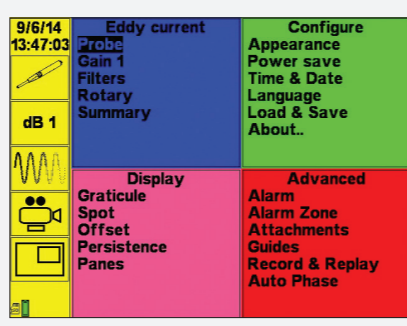 9/6/14
13:47:03
dB 1
Eddy current
Probe
Gain 1
Filters
Rotary
Summary
Configure
Appearance
Power save
Time & Date
Language
Load & Save
About..
Display
Graticule
Spot
Offset
Persistence
Panes
Advanced
Alarm
Alarm Zone
Attachments
Guides
Record & Replay
Auto Phase